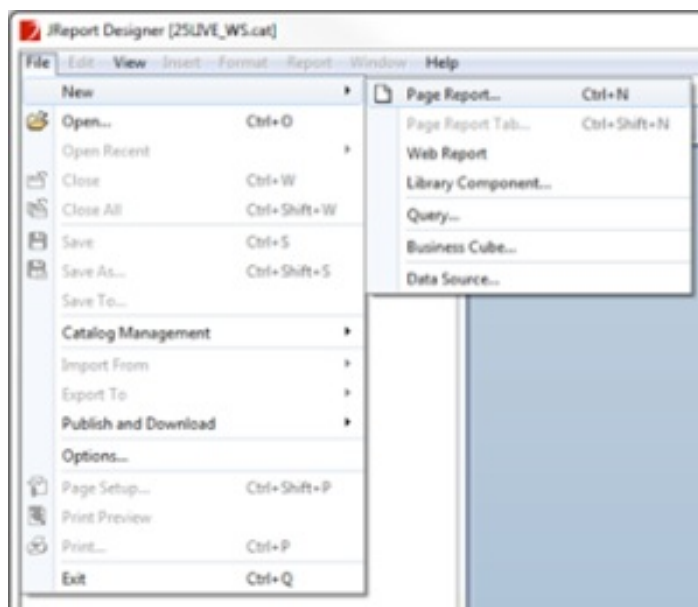 JReport Designer [25LIVE_WS.cat]
File Edit View Insert Format Report Window Help
New
Open... Ctrl+O
Open Recent
Close Ctrl+W
Close All Ctrl+Shift+W
Save Ctrl+S
Save As... Ctrl+Shift+S
Save To...
Catalog Management
Import From
Export To
Publish and Download
Options...
Page Setup... Ctrl+Shift+P
Print Preview
Print... Ctrl+P
Exit Ctrl+Q
Page Report... Ctrl+N
Page Report Tab... Ctrl+Shift+N
Web Report
Library Component...
Query...
Business Cube...
Data Source...